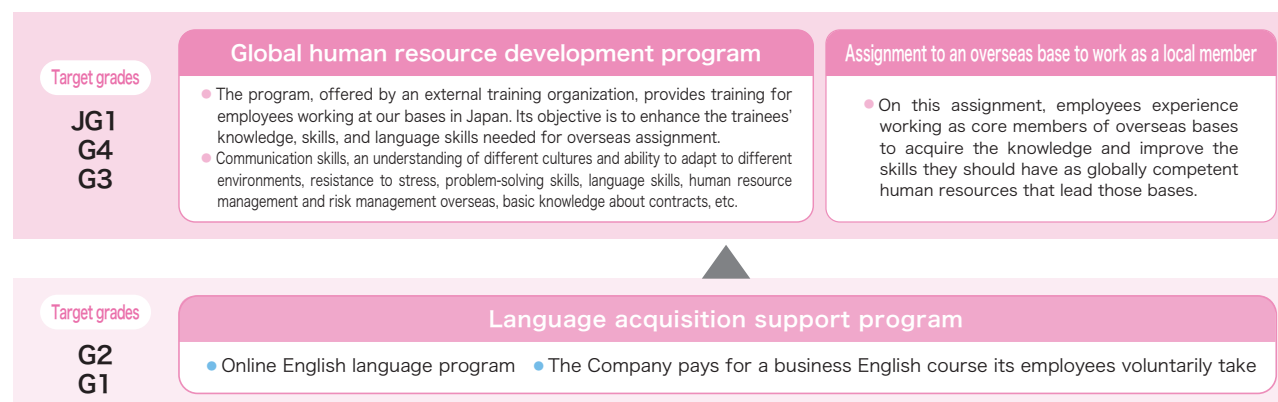 Target grades
JG1
G4
G3
Global human resource development program
● The program, offered by an external training organization, provides training for
employees working at our bases in Japan. Its objective is to enhance the trainees’
knowledge, skills, and language skills needed for overseas assignment.
● Communication skills, an understanding of different cultures and ability to adapt to different
environments, resistance to stress, problem-solving skills, language skills, human resource
management and risk management overseas, basic knowledge about contracts, etc.
Assignment to an overseas base to work as a local member
● On this assignment, employees experience
working as core members of overseas bases
to acquire the knowledge and improve the
skills they should have as globally competent
human resources that lead those bases.
Target grades
G2
G1
Language acquisition support program
● Online English language program ● The Company pays for a business English course its employees voluntarily take